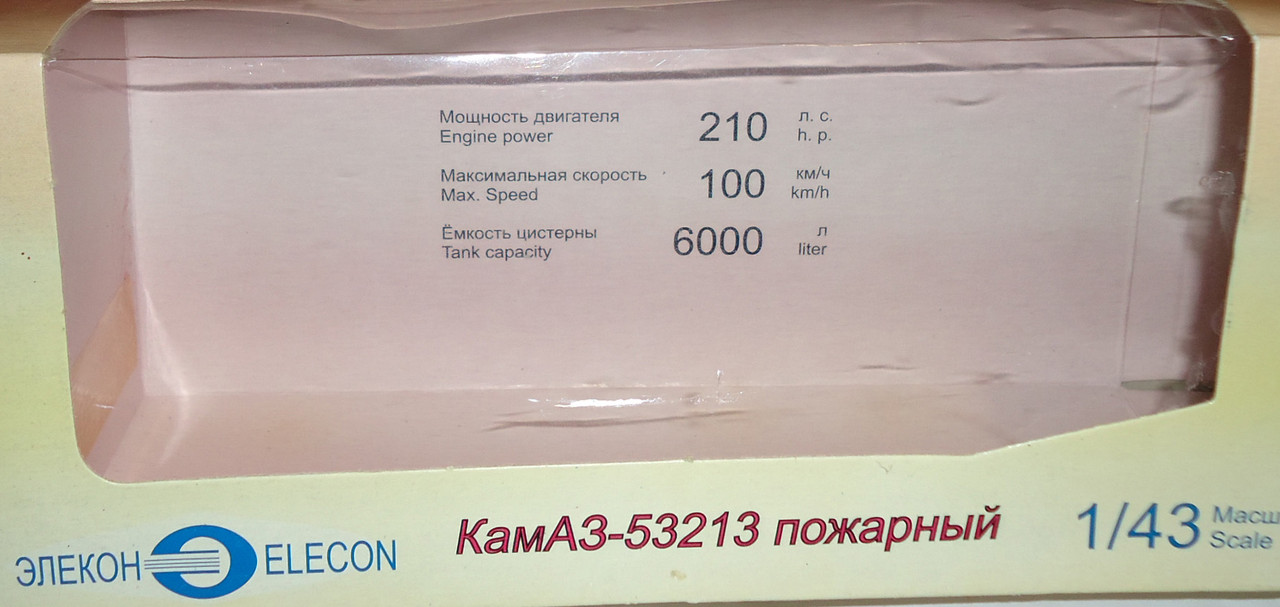 Мощность двигателя 210 л. с.
Engine power h. p.
Максимальная скорость 100 км/ч
Max. Speed km/h
Ёмкость цистерны 6000 л
Tank capacity liter
ЭЛЕКОН ELECON
КамАЗ-53213 пожарный
1/43 Scale